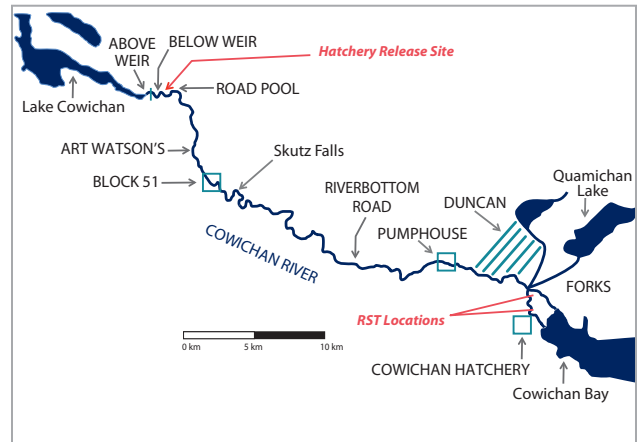 ABOVE
WEIR
BELOW WEIR
Hatchery Release Site
ROAD POOL
Lake Cowichan
ART WATSON'S
Skutz Falls
BLOCK 51
RIVERBOTTOM
ROAD
Quamichan
Lake
DUNCAN
PUMPHOUSE
COWICHAN RIVER
FORKS
RST Locations
0 km
5 km
10 km
COWICHAN HATCHERY
Cowichan Bay